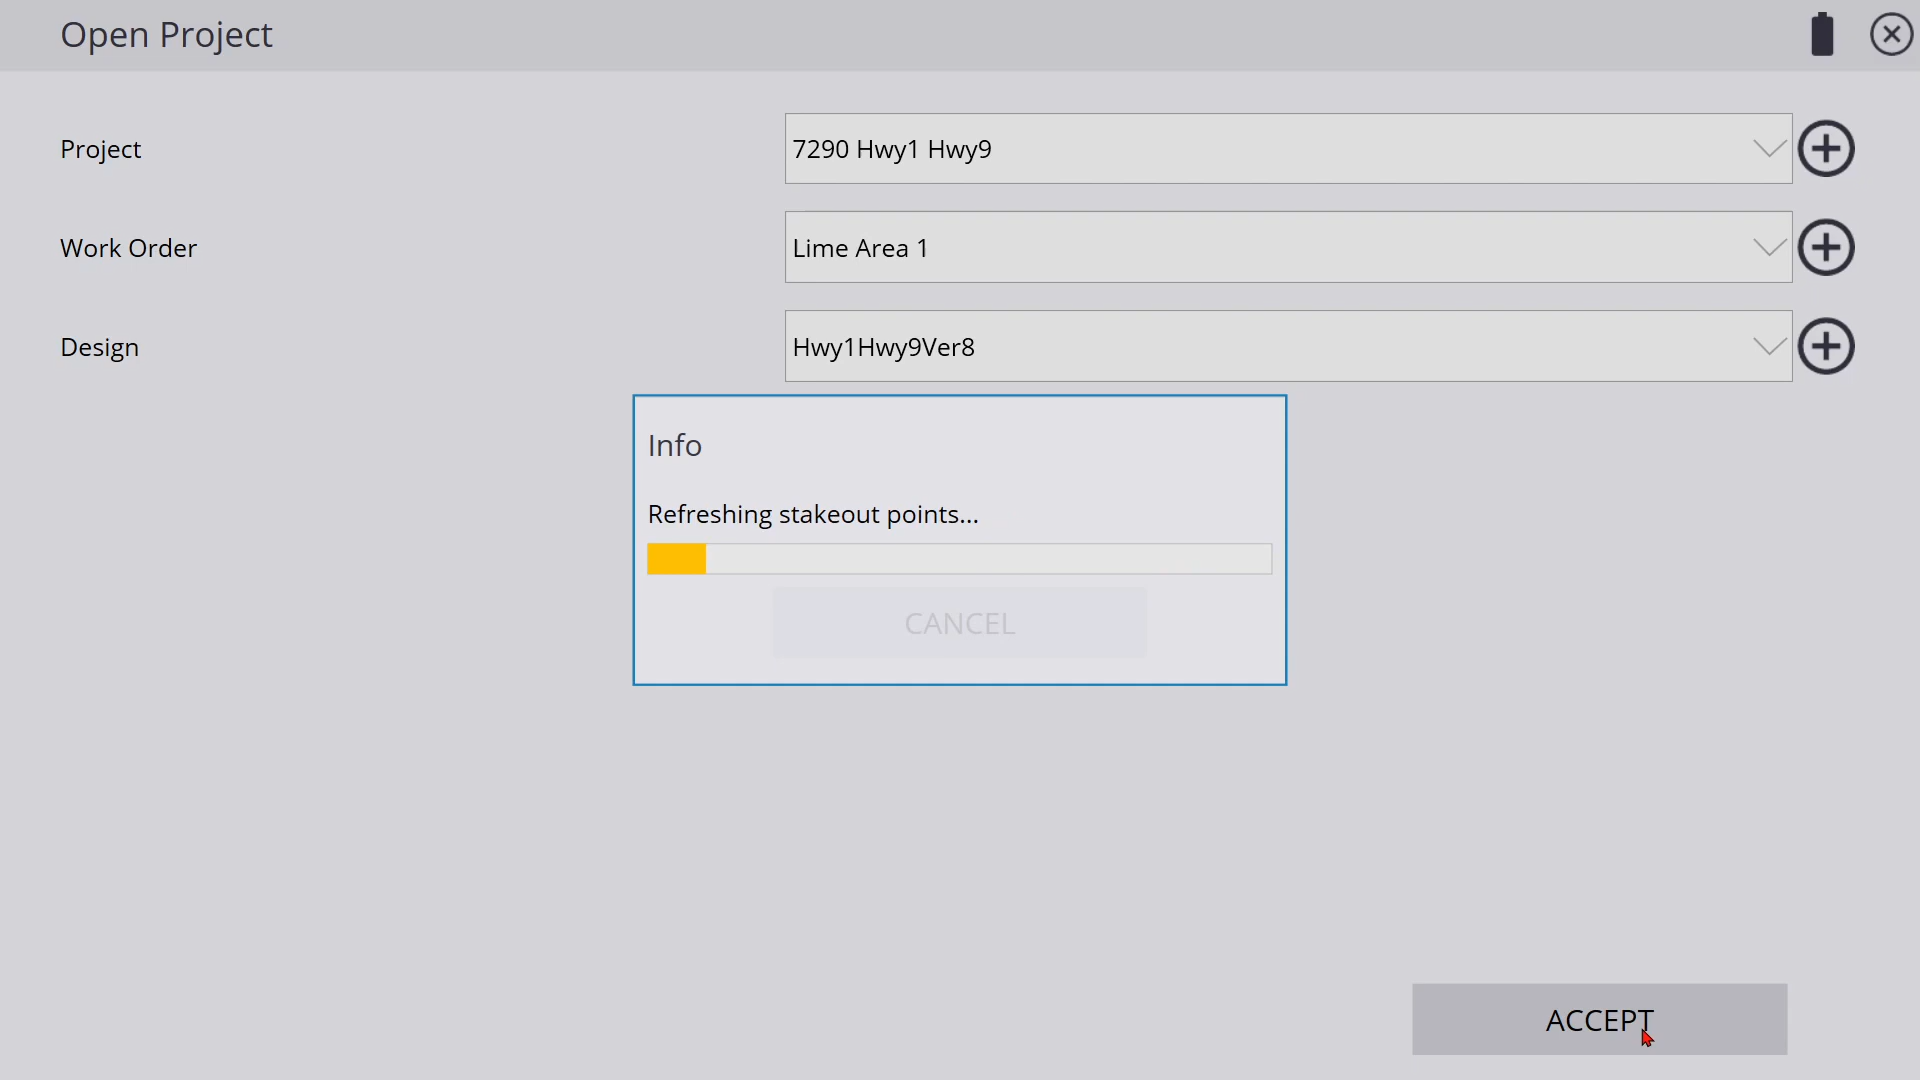 Open Project
Project
7290 Hwy1 Hwy9
Work Order
Lime Area 1
Design
Hwy1Hwy9Ver8
Info
Refreshing stakeout points...
CANCEL
ACCEPT